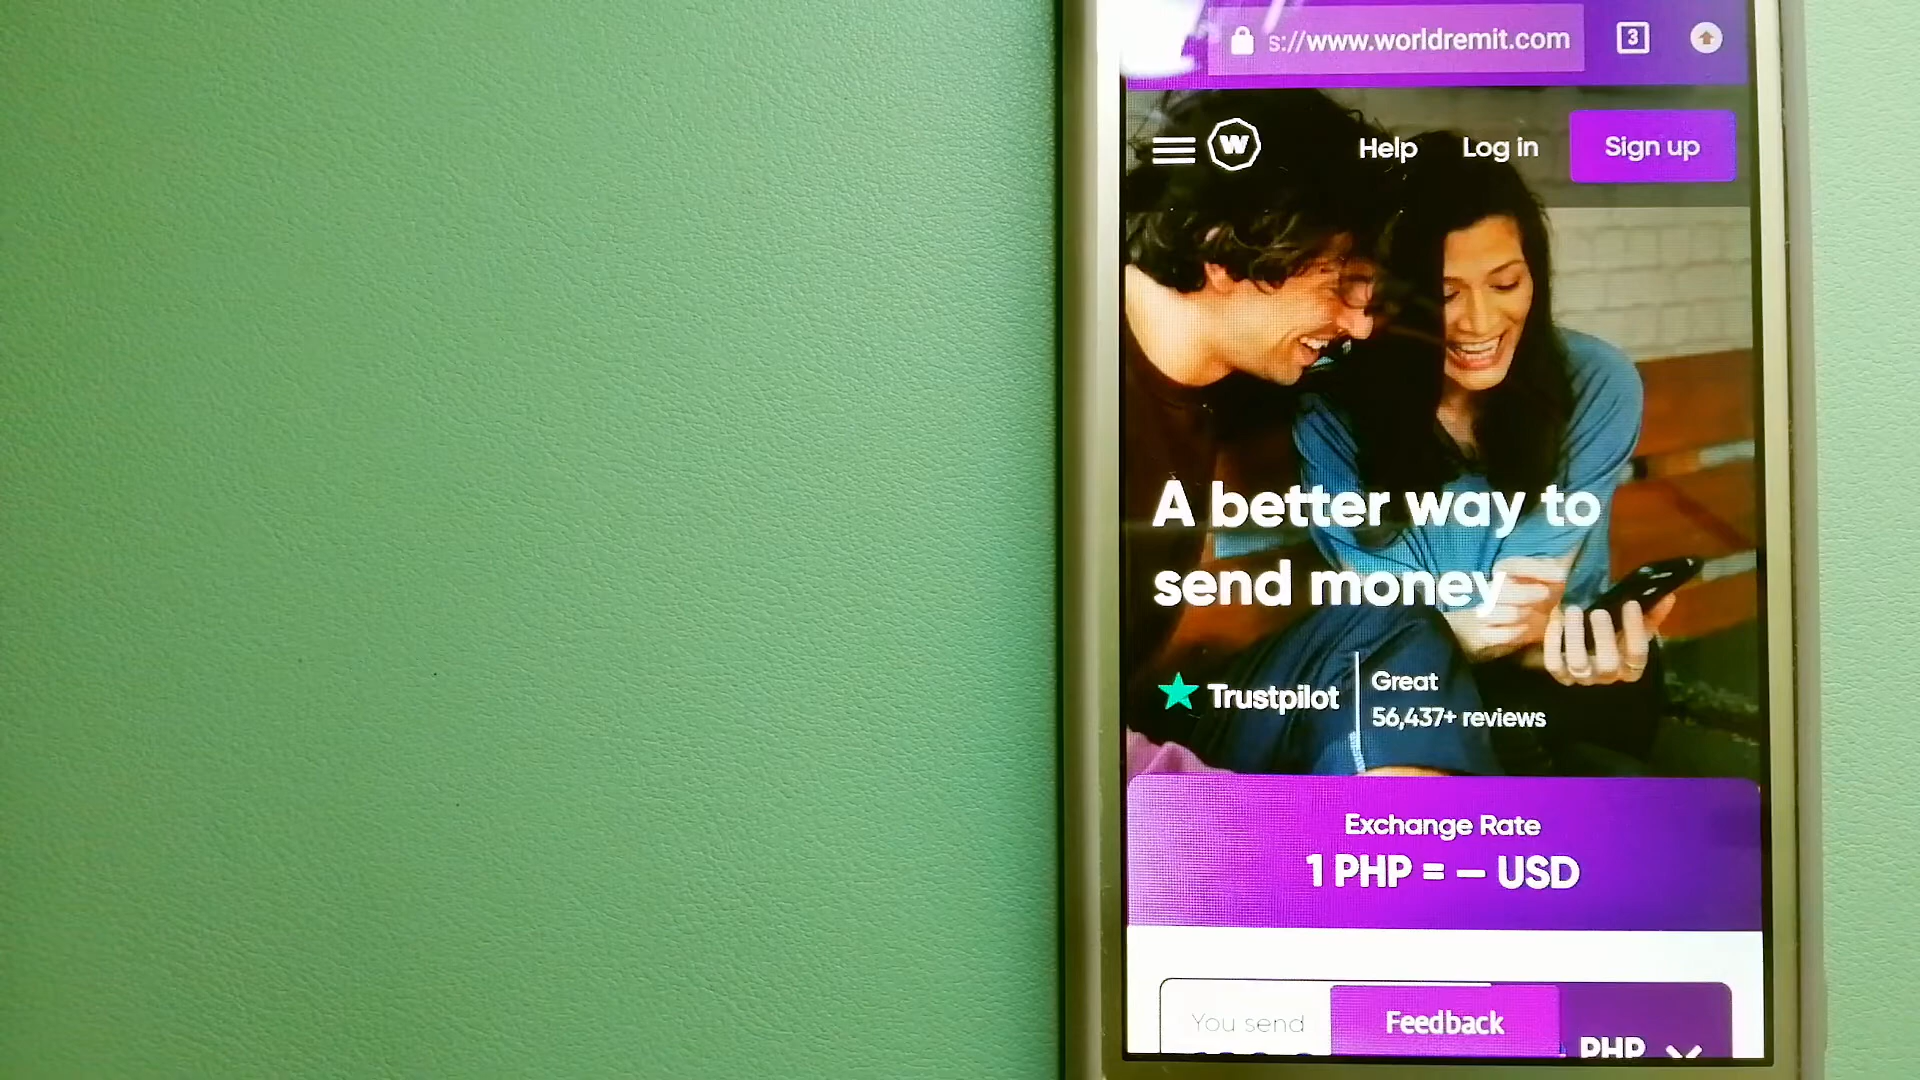 s://www.worldremit.com
3
W
Help
Log in
Sign up
A better way to
send money
Trustpilot
Great
56,437+ reviews
Exchange Rate
1 PHP = — USD
You send
Feedback
PHP